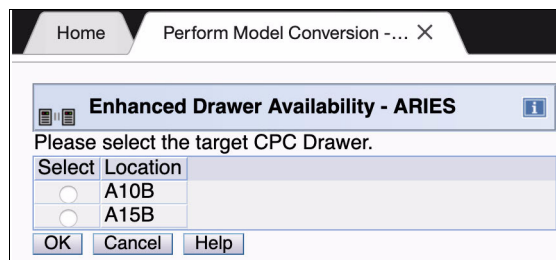 Home Perform Model Conversion -... ×
Enhanced Drawer Availability - ARIES i
Please select the target CPC Drawer.
Select Location
A10B
A15B
OK Cancel Help